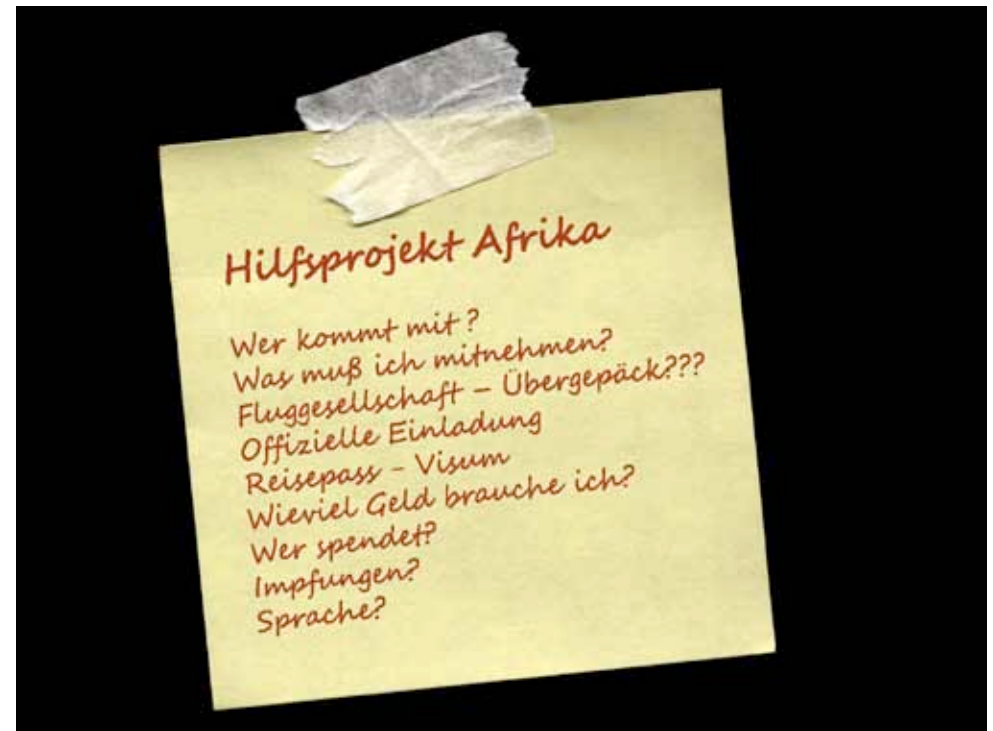 Hilfsprojekt Afrika
Wer kommt mit ?
Was muß ich mitnehmen?
Fluggesellschaft – Übergepäck???
Offizielle Einladung
Reisepass – Visum
Wieviel Geld brauche ich?
Wer spendet?
Impfungen?
Sprache?